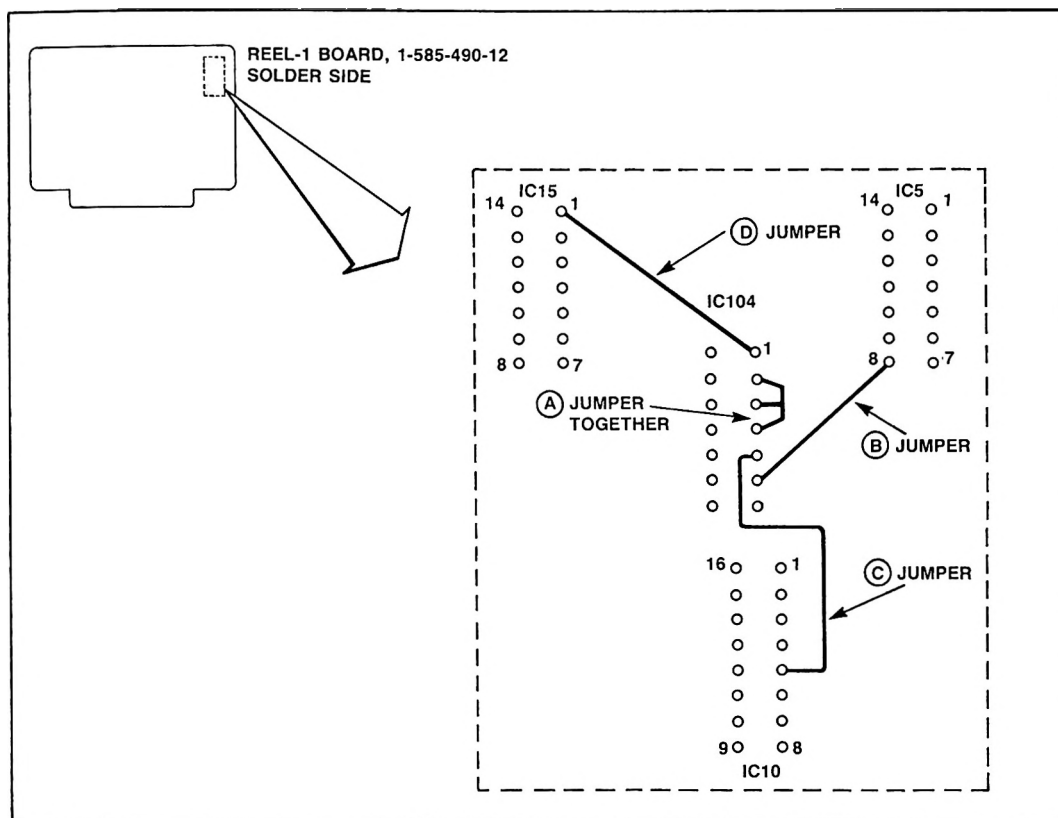 REEL-1 BOARD, 1-585-490-12
SOLDER SIDE
14 IC15 1
14 IC5 1
D JUMPER
IC104
1
8 7
8 7
A JUMPER
TOGETHER
B JUMPER
16 1
C JUMPER
9 8
IC10